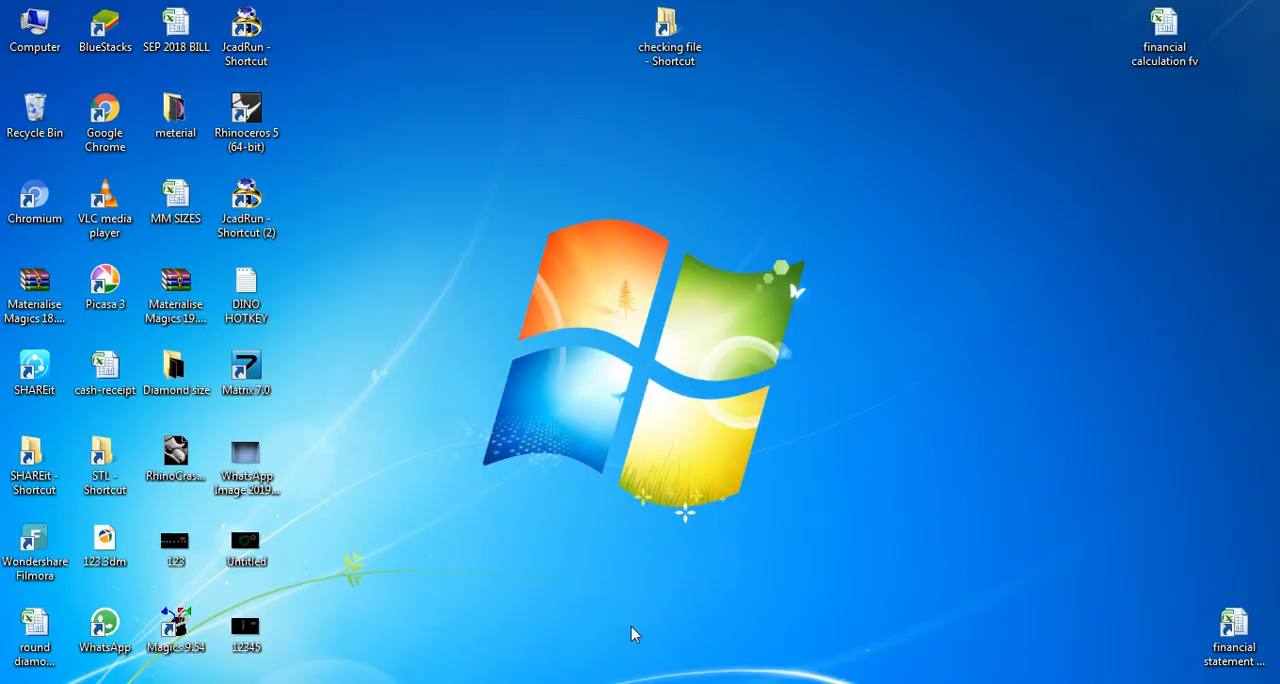 Computer
BlueStacks
SEP 2018 BILL
JcadRun -
Shortcut
checking file
- Shortcut
financial
calculation fv
Recycle Bin
Google
Chrome
meterial
Rhinoceros 5
(64-bit)
Chromium
VLC media
player
MM SIZES
JcadRun -
Shortcut (2)
Materialise
Magics 18....
Picasa 3
Materialise
Magics 19....
DINO
HOTKEY
SHAREit
cash-receipt
Diamond size
Matrix 7.0
SHAREit -
Shortcut
STL -
Shortcut
RhinoCras...
WhatsApp
Image 2019...
Wondershare
Filmora
123.3dm
123
Untitled
round
diamo...
WhatsApp
Magics 9.54
12345
financial
statement ...